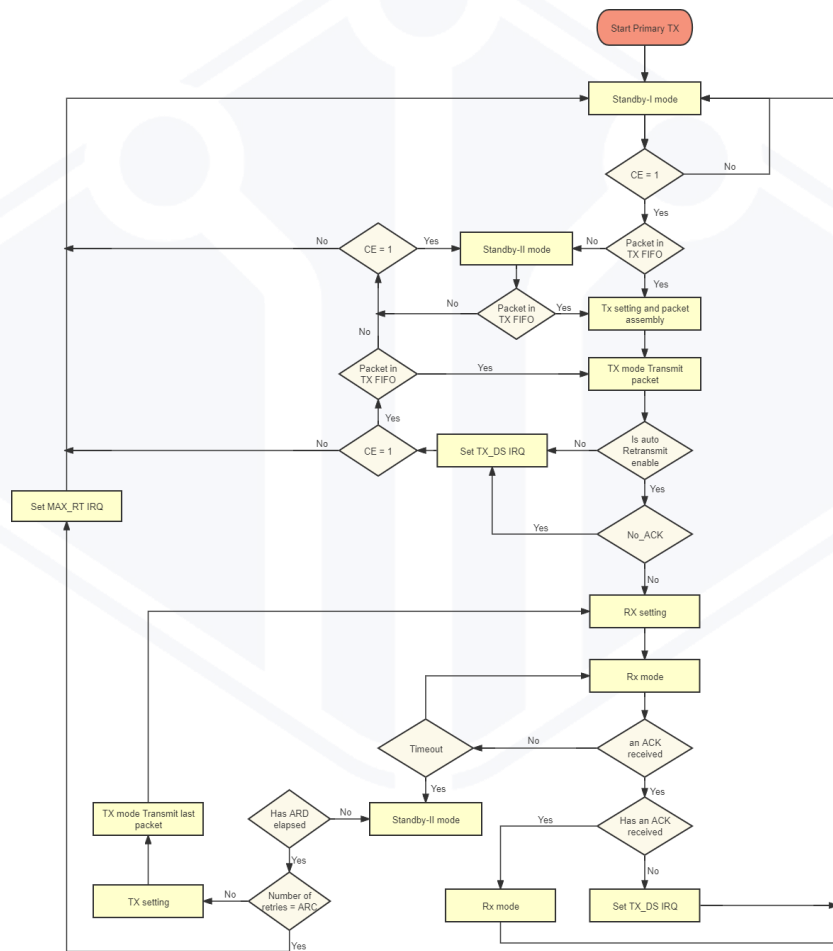 Start Primary TX
Standby-I mode
CE = 1
No
Yes
No
CE = 1
Yes
Standby-II mode
No
Packet in
TX FIFO
Yes
No
Packet in
TX FIFO
Yes
Tx setting and packet
assembly
No
Packet in
TX FIFO
Yes
TX mode Transmit
packet
Yes
No
CE = 1
Set TX_DS IRQ
No
Is auto
Retransmit
enable
Yes
Set MAX_RT IRQ
Yes
No_ACK
No
RX setting
Rx mode
Timeout
No
an ACK
received
Yes
Yes
TX mode Transmit last
packet
Has ARD
elapsed
No
Standby-II mode
Yes
Has an ACK
received
Yes
No
TX setting
No
Number of
retries = ARC
Yes
Rx mode
Set TX_DS IRQ